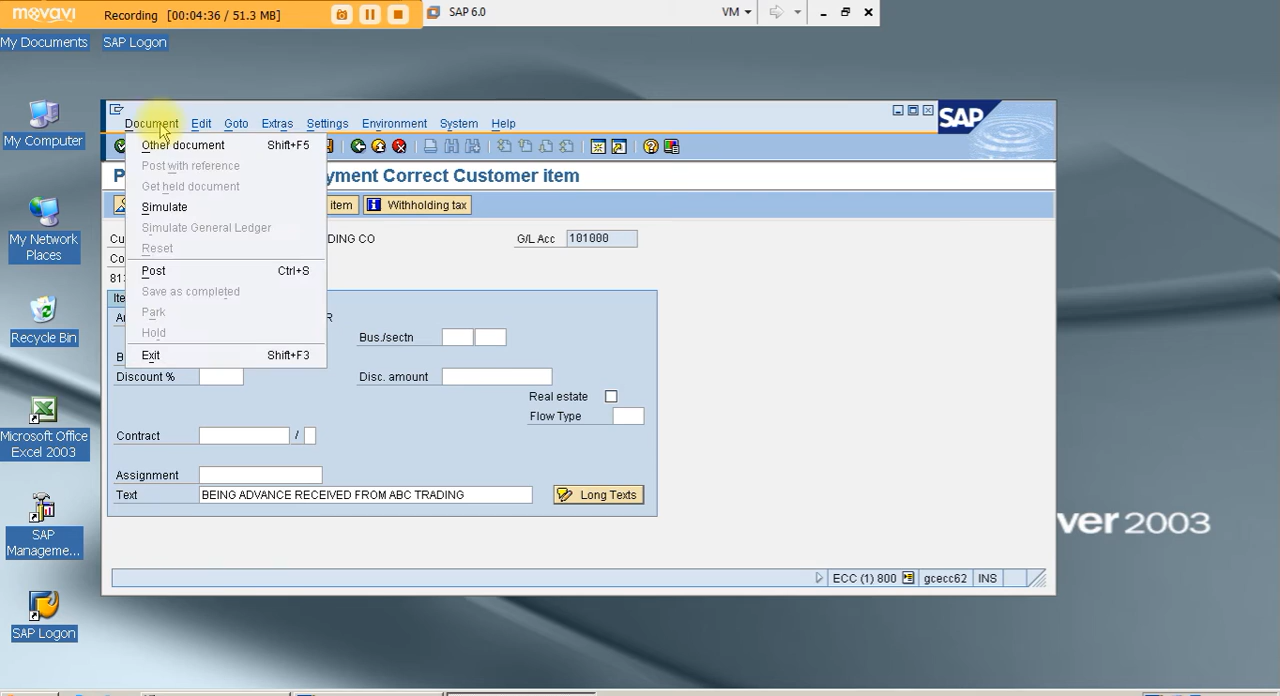 movavi
Recording [00:04:36 / 51.3 MB]
SAP 6.0
VM
My Documents
SAP Logon
My Computer
My Network
Places
Recycle Bin
Microsoft Office
Excel 2003
SAP
Manageme...
SAP Logon
Document Edit Goto Extras Settings Environment System Help
SAP
Other document Shift+F5
Post with reference
Get held document
Simulate
Simulate General Ledger
Reset
Post Ctrl+S
Save as completed
Park
Hold
Exit Shift+F3
yment Correct Customer item
item
Withholding tax
DING CO
G/L Acc 101000
R
Bus./sectn
Discount %
Disc. amount
Real estate
Flow Type
Contract /
Assignment
Text BEING ADVANCE RECEIVED FROM ABC TRADING
Long Texts
ECC (1) 800 gcecc62 INS
ver 2003